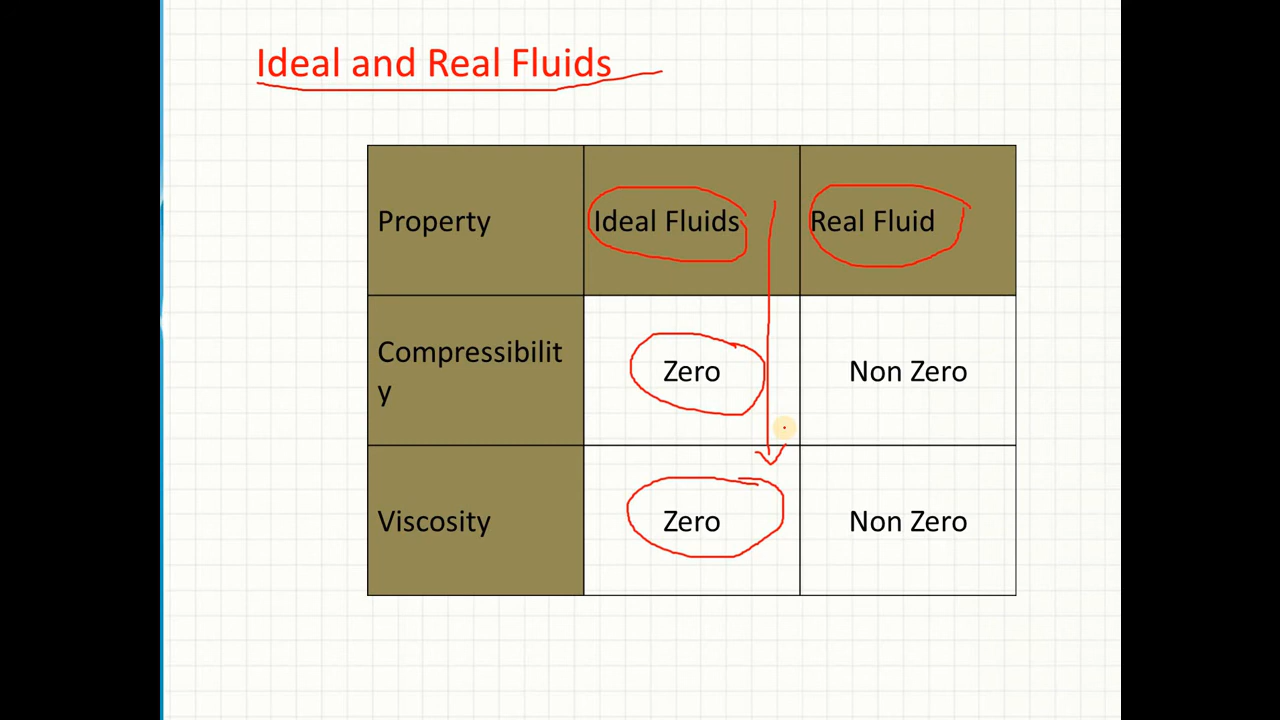 Ideal and Real Fluids
Property Ideal Fluids Real Fluid
Compressibilit
y
Zero Non Zero
Viscosity Zero Non Zero